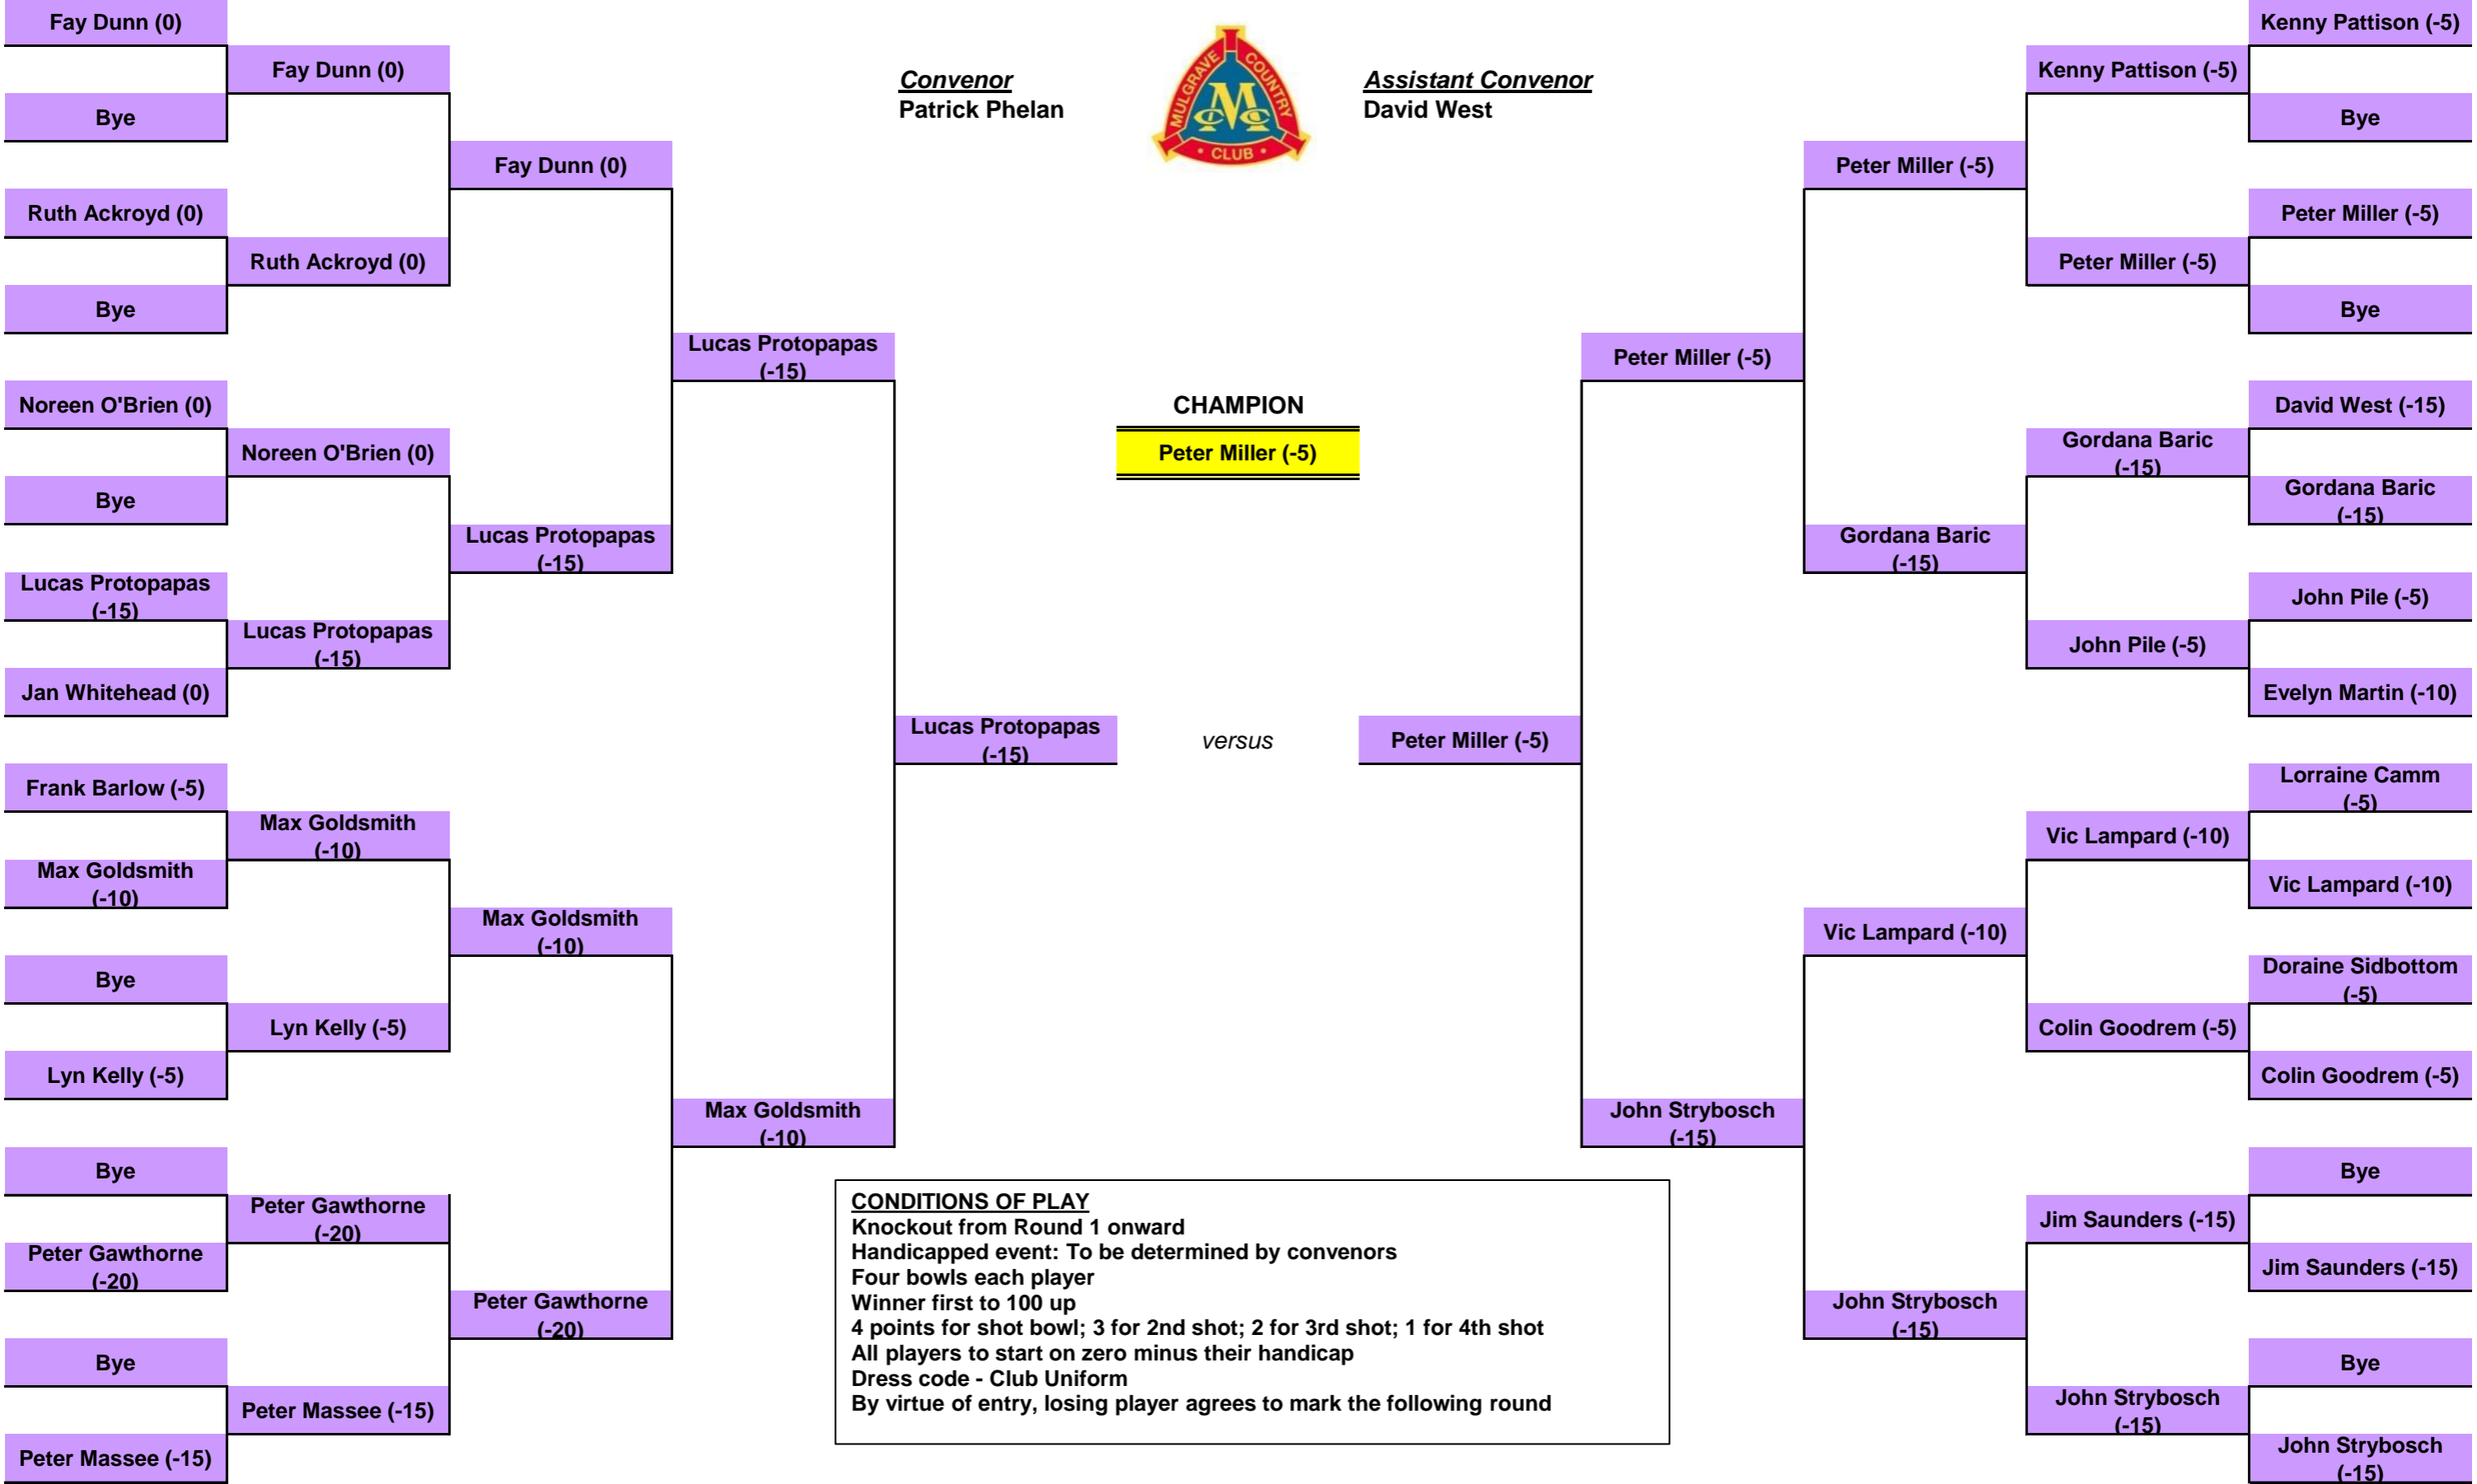 Fay Dunn (0)
Bye
Ruth Ackroyd (0)
Bye
Noreen O'Brien (0)
Bye
Lucas Protopapas
(-15)
Jan Whitehead (0)
Frank Barlow (-5)
Max Goldsmith
(-10)
Bye
Lyn Kelly (-5)
Bye
Peter Gawthorne
(-20)
Bye
Peter Massee (-15)
Fay Dunn (0)
Ruth Ackroyd (0)
Noreen O'Brien (0)
Lucas Protopapas
(-15)
Max Goldsmith
(-10)
Lyn Kelly (-5)
Peter Gawthorne
(-20)
Peter Massee (-15)
Fay Dunn (0)
Lucas Protopapas
(-15)
Max Goldsmith
(-10)
Peter Gawthorne
(-20)
Lucas Protopapas
(-15)
Max Goldsmith
(-10)
Lucas Protopapas
(-15)
Convenor
Patrick Phelan
MULGRAVE COUNTRY
MCC
• CLUB •
Assistant Convenor
David West
CHAMPION
Peter Miller (-5)
versus
Peter Miller (-5)
Peter Miller (-5)
John Strybosch
(-15)
Peter Miller (-5)
Gordana Baric
(-15)
Vic Lampard (-10)
John Strybosch
(-15)
Kenny Pattison (-5)
Peter Miller (-5)
Gordana Baric
(-15)
John Pile (-5)
Vic Lampard (-10)
Colin Goodrem (-5)
Jim Saunders (-15)
John Strybosch
(-15)
Kenny Pattison (-5)
Bye
Peter Miller (-5)
Bye
David West (-15)
Gordana Baric
(-15)
John Pile (-5)
Evelyn Martin (-10)
Lorraine Camm
(-5)
Vic Lampard (-10)
Doraine Sidbottom
(-5)
Colin Goodrem (-5)
Bye
Jim Saunders (-15)
Bye
John Strybosch
(-15)
CONDITIONS OF PLAY
Knockout from Round 1 onward
Handicapped event: To be determined by convenors
Four bowls each player
Winner first to 100 up
4 points for shot bowl; 3 for 2nd shot; 2 for 3rd shot; 1 for 4th shot
All players to start on zero minus their handicap
Dress code - Club Uniform
By virtue of entry, losing player agrees to mark the following round